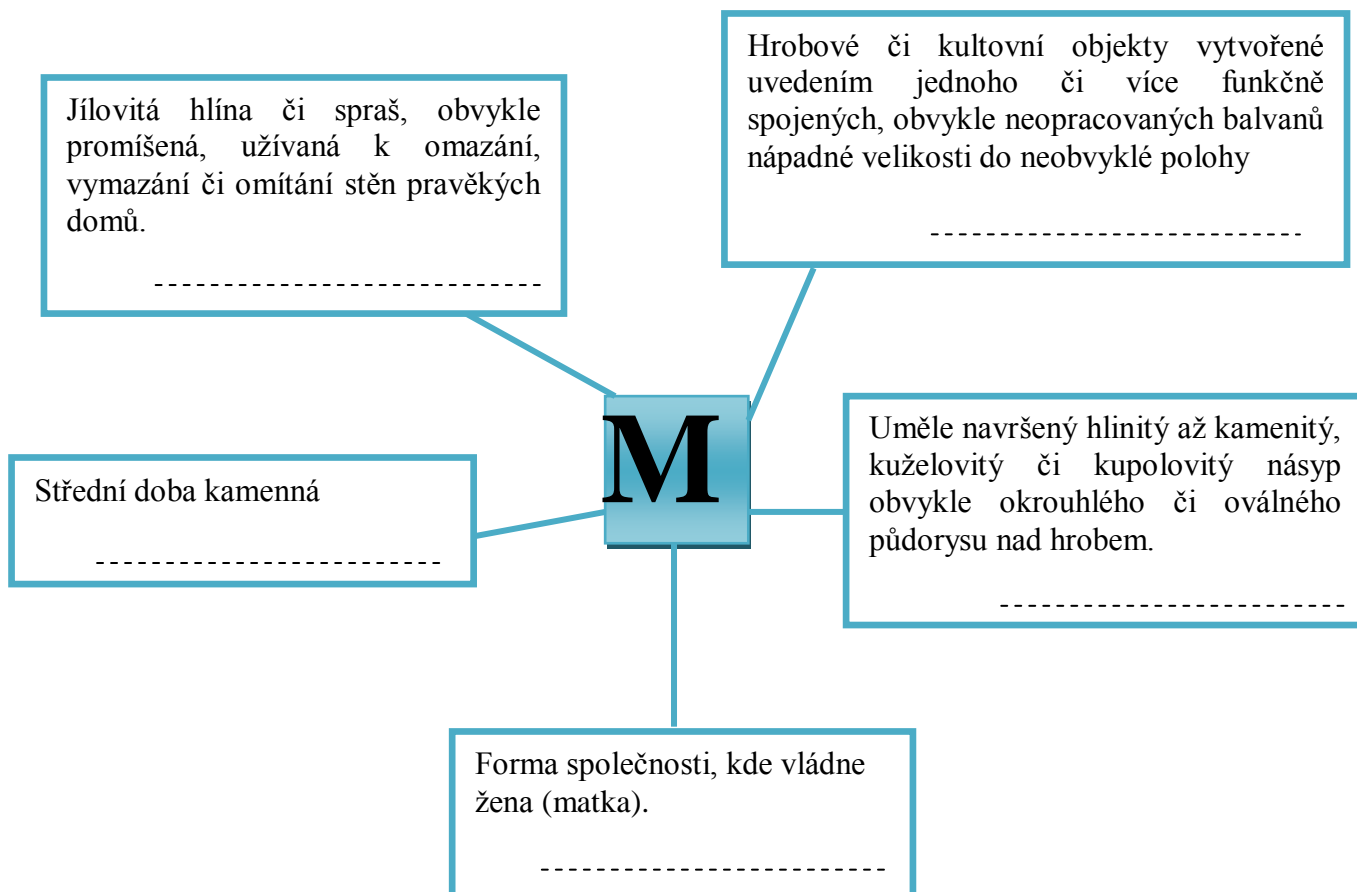 Jílovitá hlína či spraš, obvykle
promíšená, užívaná k omazání,
vymazání či omítání stěn pravěkých
domů.
Hrobové či kultovní objekty vytvořené
uvedením jednoho či více funkčně
spojených, obvykle neopracovaných balvanů
nápadné velikosti do neobvyklé polohy
M
Střední doba kamenná
Uměle navršený hlinitý až kamenitý,
kuželovitý či kupolovitý násyp
obvykle okrouhlého či oválného
půdorysu nad hrobem.
Forma společnosti, kde vládne
žena (matka).